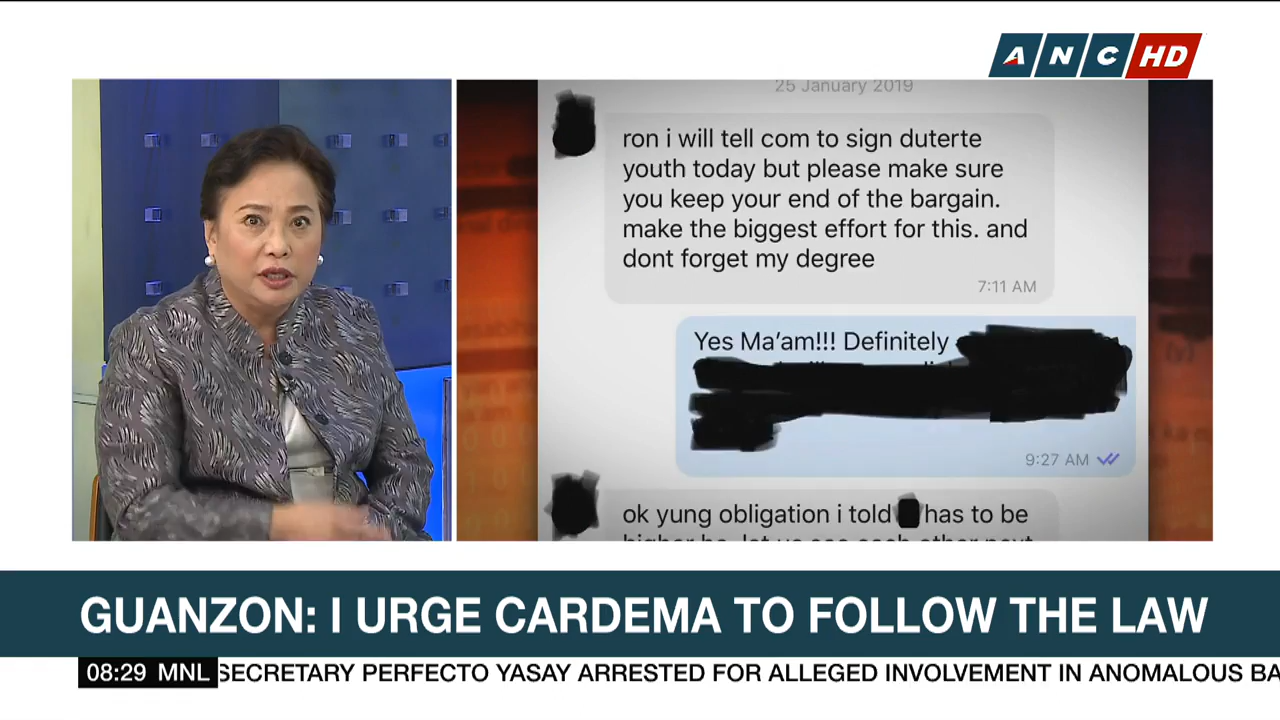 ANC HD
25 January 2019
ron i will tell com to sign duterte
youth today but please make sure
you keep your end of the bargain.
make the biggest effort for this. and
dont forget my degree
7:11 AM
Yes Ma'am!!! Definitely
9:27 AM
ok yung obligation i told has to be
GUANZON: I URGE CARDEMA TO FOLLOW THE LAW
08:29 MNL SECRETARY PERFECTO YASAY ARRESTED FOR ALLEGED INVOLVEMENT IN ANOMALOUS BA